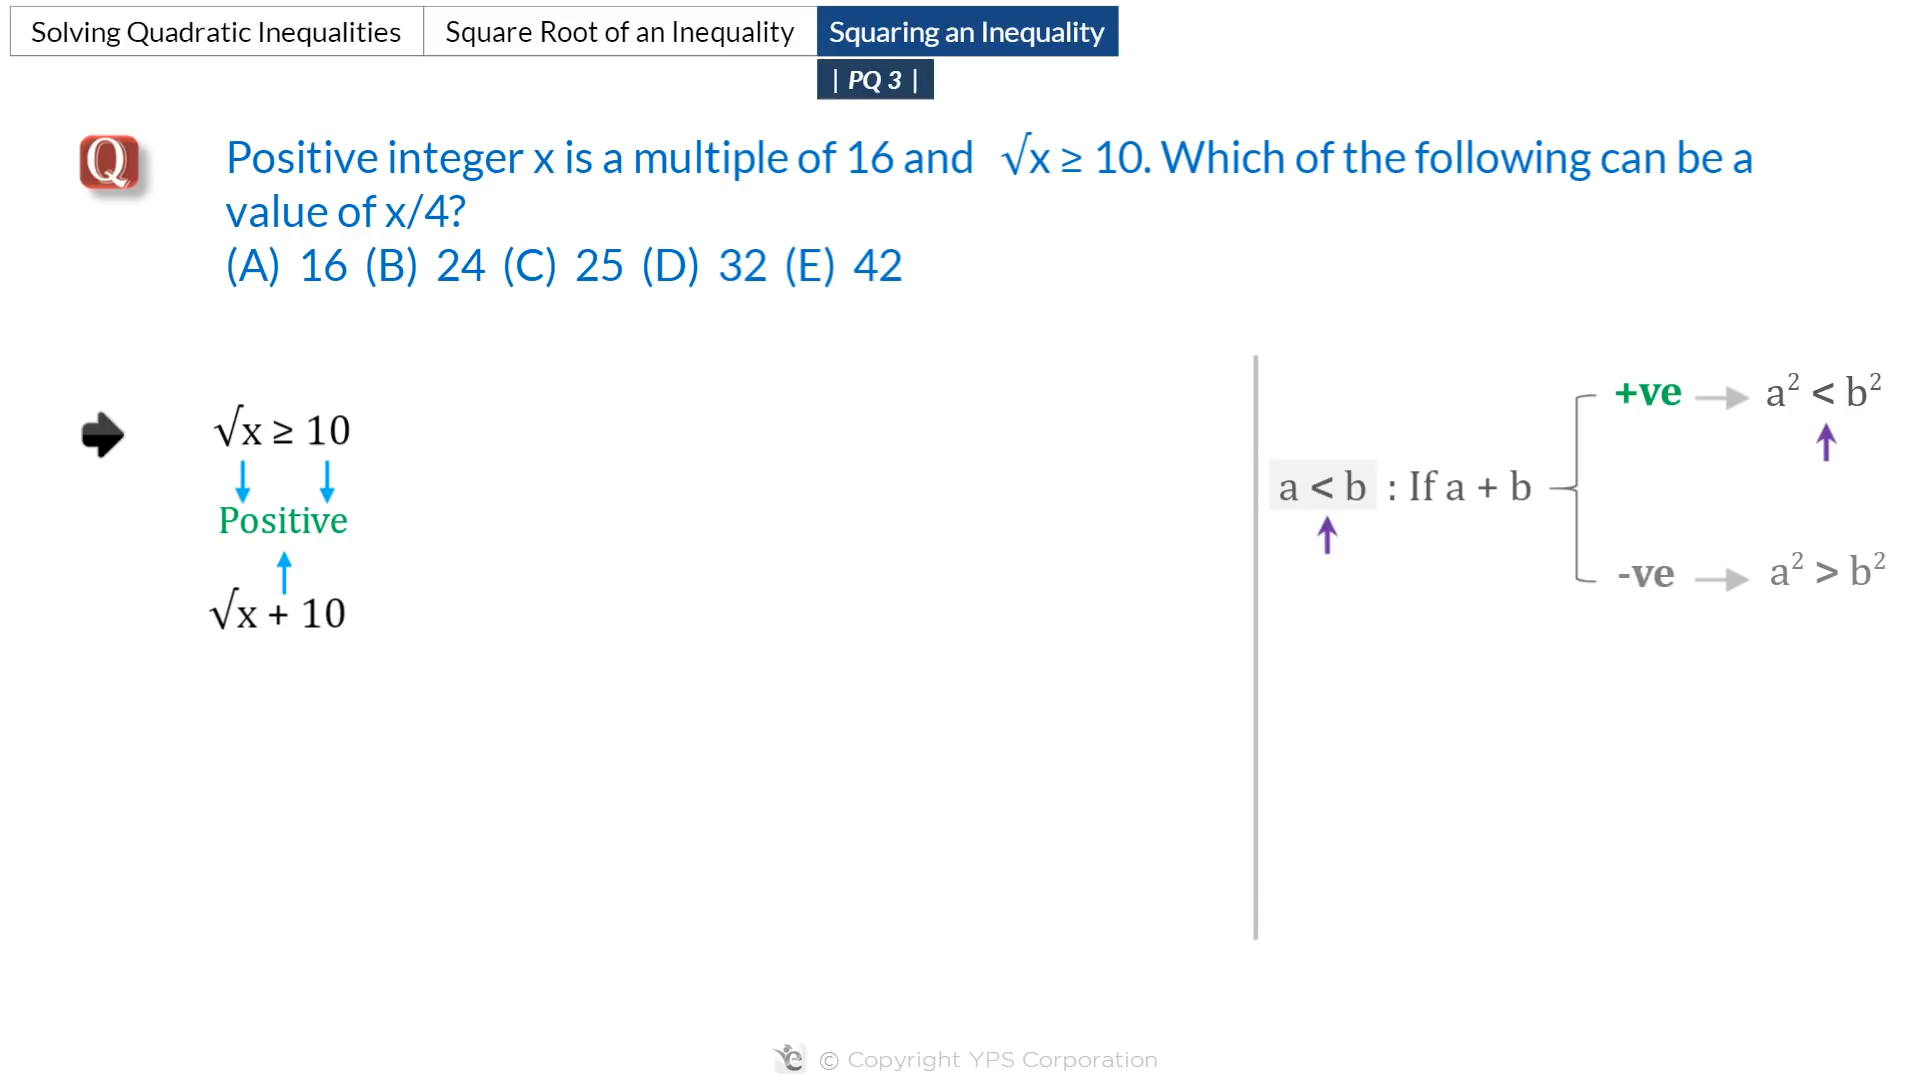 Solving Quadratic Inequalities
Square Root of an Inequality
Squaring an Inequality
| PQ 3 |
Q
Positive integer x is a multiple of 16 and √x ≥ 10. Which of the following can be a
value of x/4?
(A) 16 (B) 24 (C) 25 (D) 32 (E) 42
√x ≥ 10
Positive
√x + 10
+ve
a² < b²
a < b : If a + b
-ve
a² > b²
e © Copyright YPS Corporation